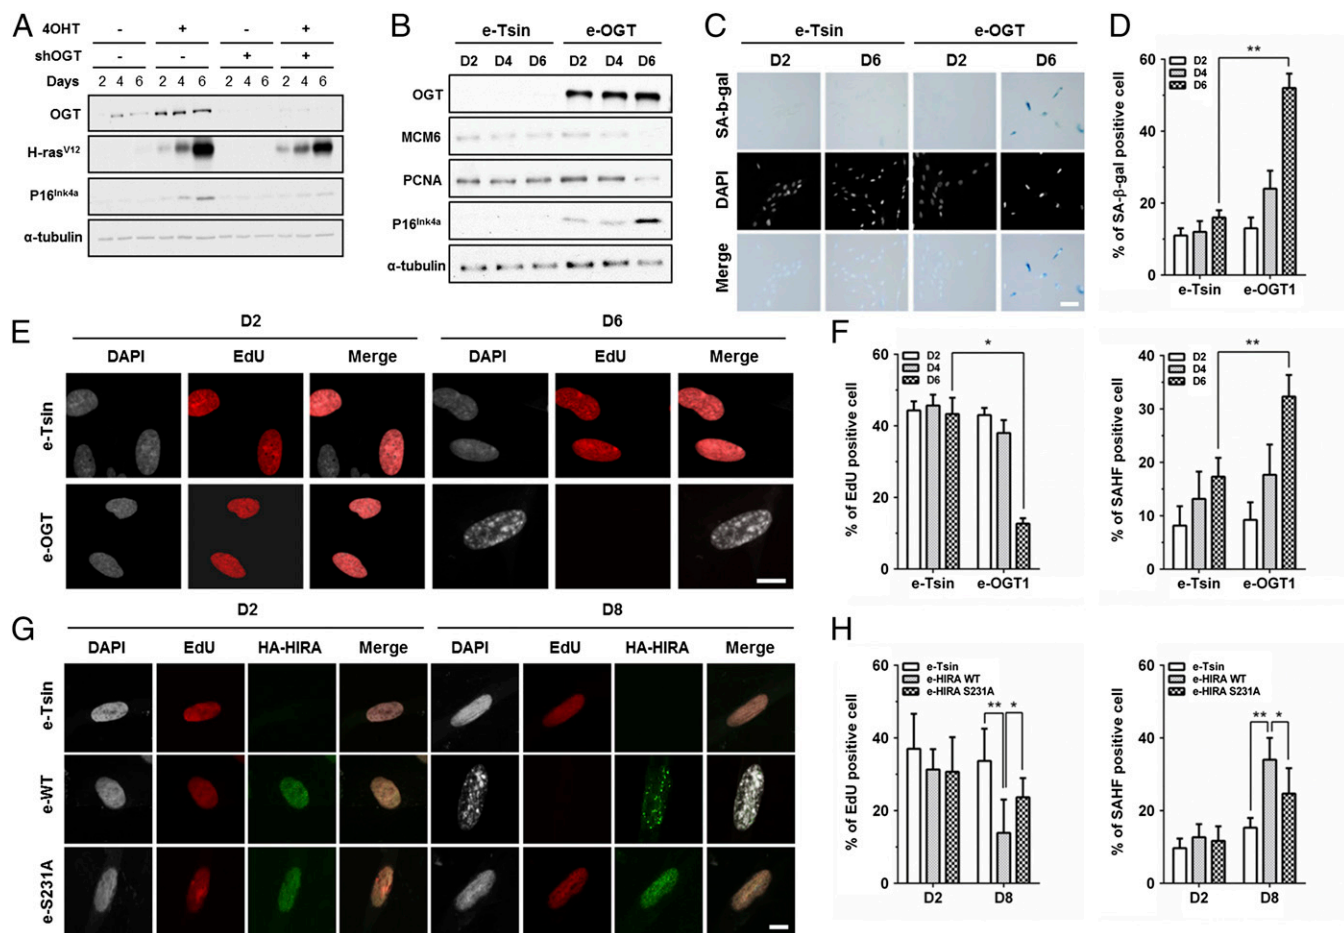 A
4OHT - + - +
shOGT - - + +
Days 2 4 6 2 4 6 2 4 6 2 4 6
OGT
H-rasV12
P16Ink4a
α-tubulin
B
e-Tsin e-OGT
D2 D4 D6 D2 D4 D6
OGT
MCM6
PCNA
P16Ink4a
α-tubulin
C
e-Tsin e-OGT
D2 D6 D2 D6
SA-b-gal
DAPI
Merge
D
% of SA-β-gal positive cell
60
40
20
0
D2
D4
D6
**
e-Tsin e-OGT1
E
D2 D6
DAPI EdU Merge DAPI EdU Merge
e-Tsin
e-OGT
F
% of EdU positive cell
60
40
20
0
D2
D4
D6
*
e-Tsin e-OGT1
% of SAHF positive cell
40
30
20
10
0
D2
D4
D6
**
e-Tsin e-OGT1
G
D2 D8
DAPI EdU HA-HIRA Merge DAPI EdU HA-HIRA Merge
e-Tsin
e-WT
e-S231A
H
% of EdU positive cell
60
40
20
0
e-Tsin
e-HIRA WT
e-HIRA S231A
** *
D2 D8
% of SAHF positive cell
60
40
20
0
e-Tsin
e-HIRA WT
e-HIRA S231A
** *
D2 D8